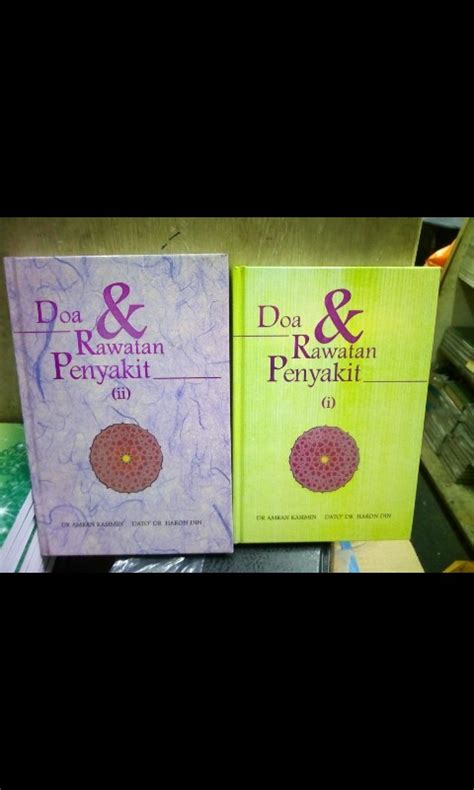 Doa &
Rawatan
Penyakit
(ii)
DR AMRAN KASIMIN DATO' DR HARON DIN
Doa &
Rawatan
Penyakit
(i)
DR AMRAN KASIMIN DATO' DR HARON DIN